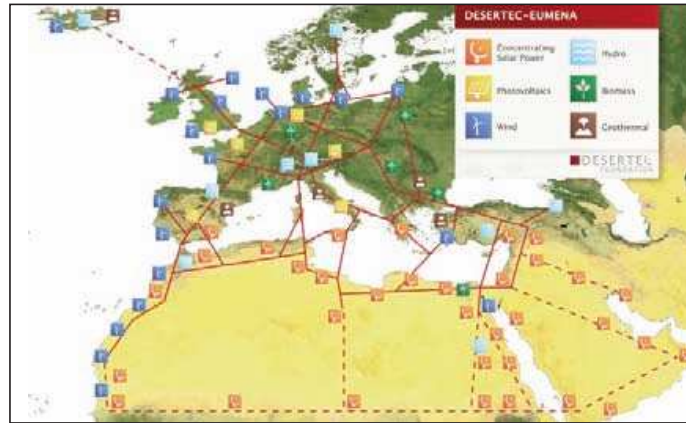 DESERTEC-EUMENA
Concentrating
Solar Power
Hydro
Photovoltaics
Biomass
Wind
Geothermal
DESERTEC
FOUNDATION